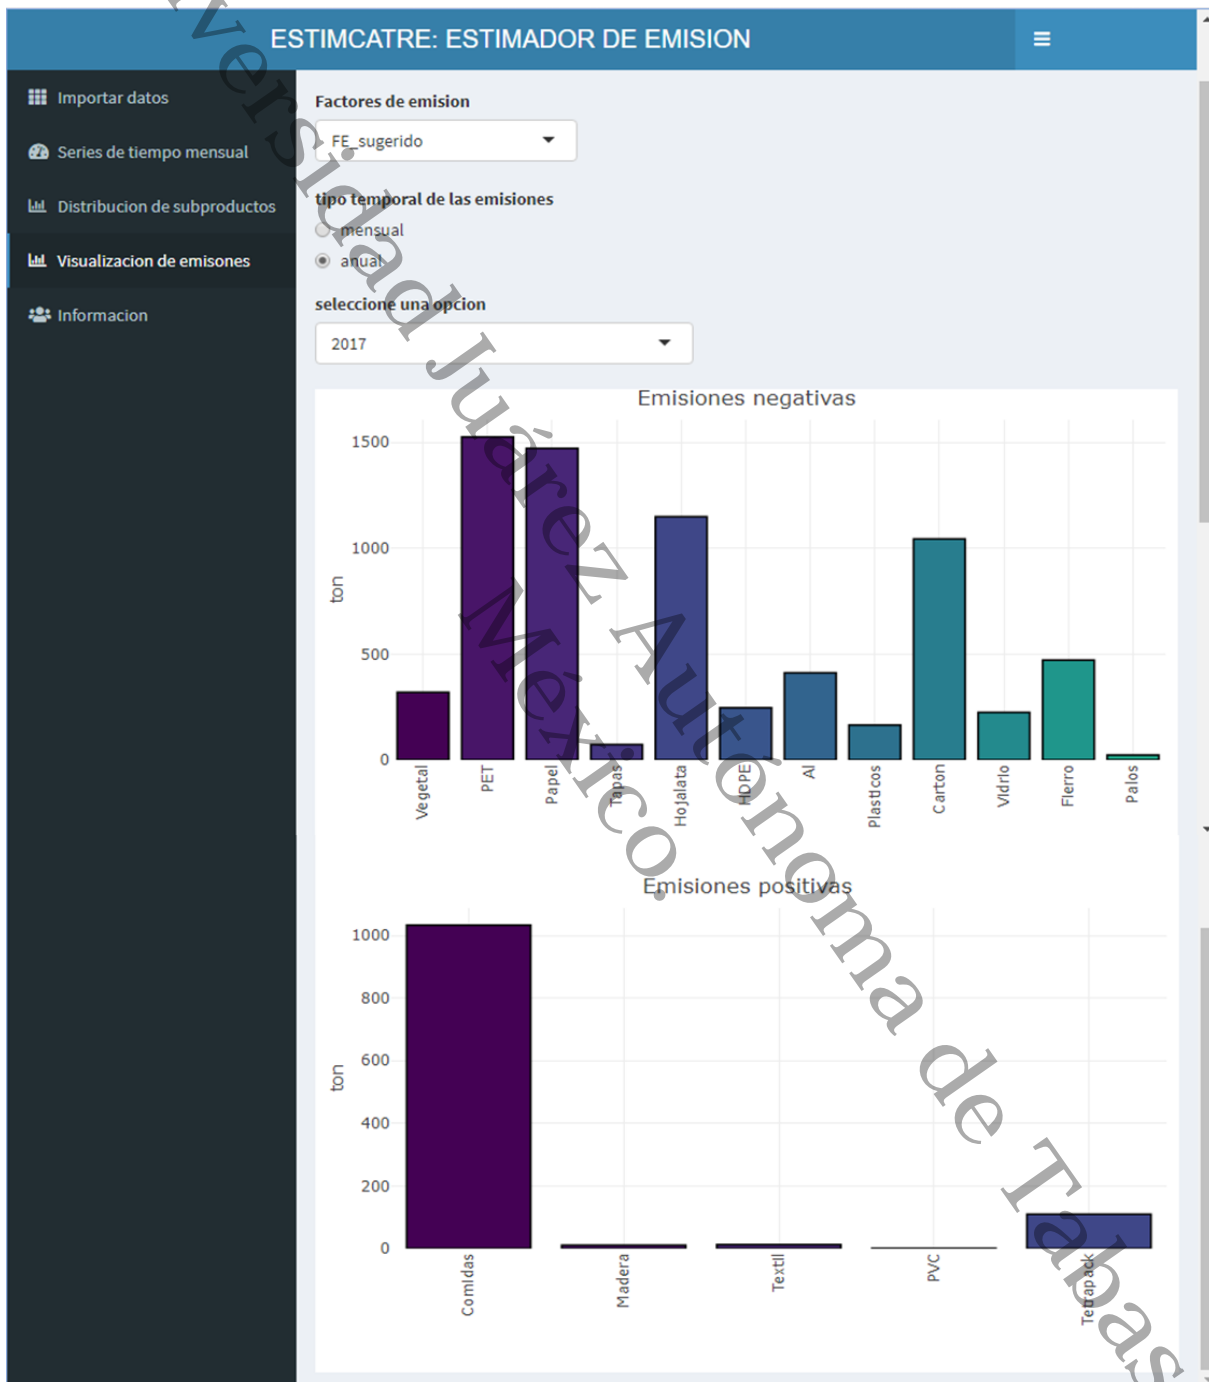 ESTIMCATRE: ESTIMADOR DE EMISION
Importar datos
Series de tiempo mensual
Distribucion de subproductos
Visualizacion de emisones
Informacion
Factores de emision
FE_sugerido
tipo temporal de las emisiones
mensual
anual
seleccione una opcion
2017
Emisiones negativas
1500
1000
500
0
ton
Vegetal
PET
Papel
Tapas
Hojalata
HDPE
Al
Plasticos
Carton
Vidrio
Fierro
Palos
Emisiones positivas
1000
800
600
400
200
0
ton
Comidas
Madera
Textil
PVC
Tetrapack
versidad Juárez Autónoma de Tabas
México.